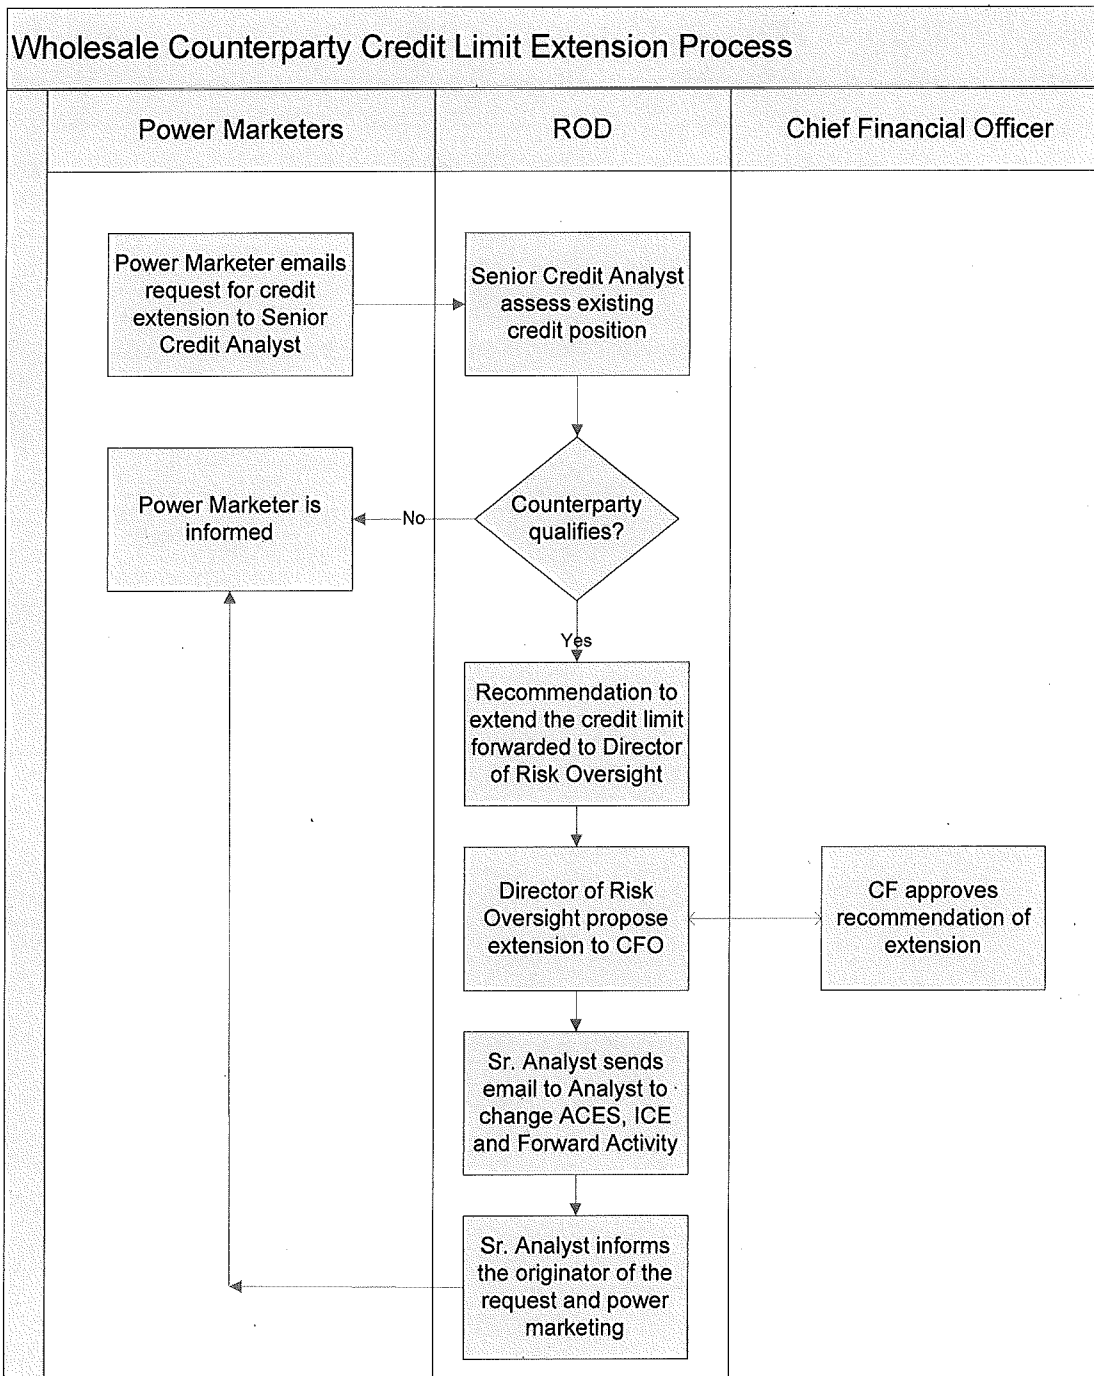 Wholesale Counterparty Credit Limit Extension Process
Power Marketers
ROD
Chief Financial Officer
Power Marketer emails
request for credit
extension to Senior
Credit Analyst
Senior Credit Analyst
assess existing
credit position
Counterparty
qualifies?
No
Power Marketer is
informed
Yes
Recommendation to
extend the credit limit
forwarded to Director
of Risk Oversight
Director of Risk
Oversight propose
extension to CFO
CF approves
recommendation of
extension
Sr. Analyst sends
email to Analyst to
change ACES, ICE
and Forward Activity
Sr. Analyst informs
the originator of the
request and power
marketing